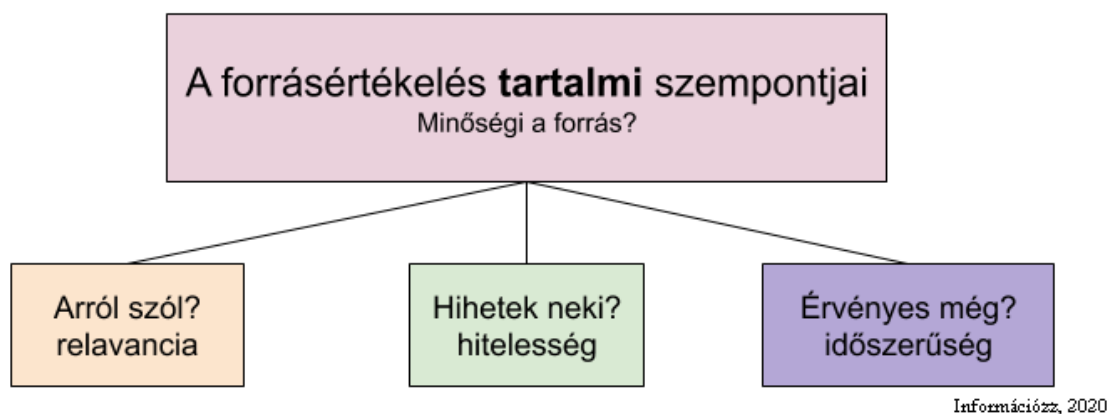 A forrásértékelés tartalmi szempontjai
Minőségi a forrás?
Arról szól?
relavancia
Hihetek neki?
hitelesség
Érvényes még?
időszerűség
Információzz, 2020